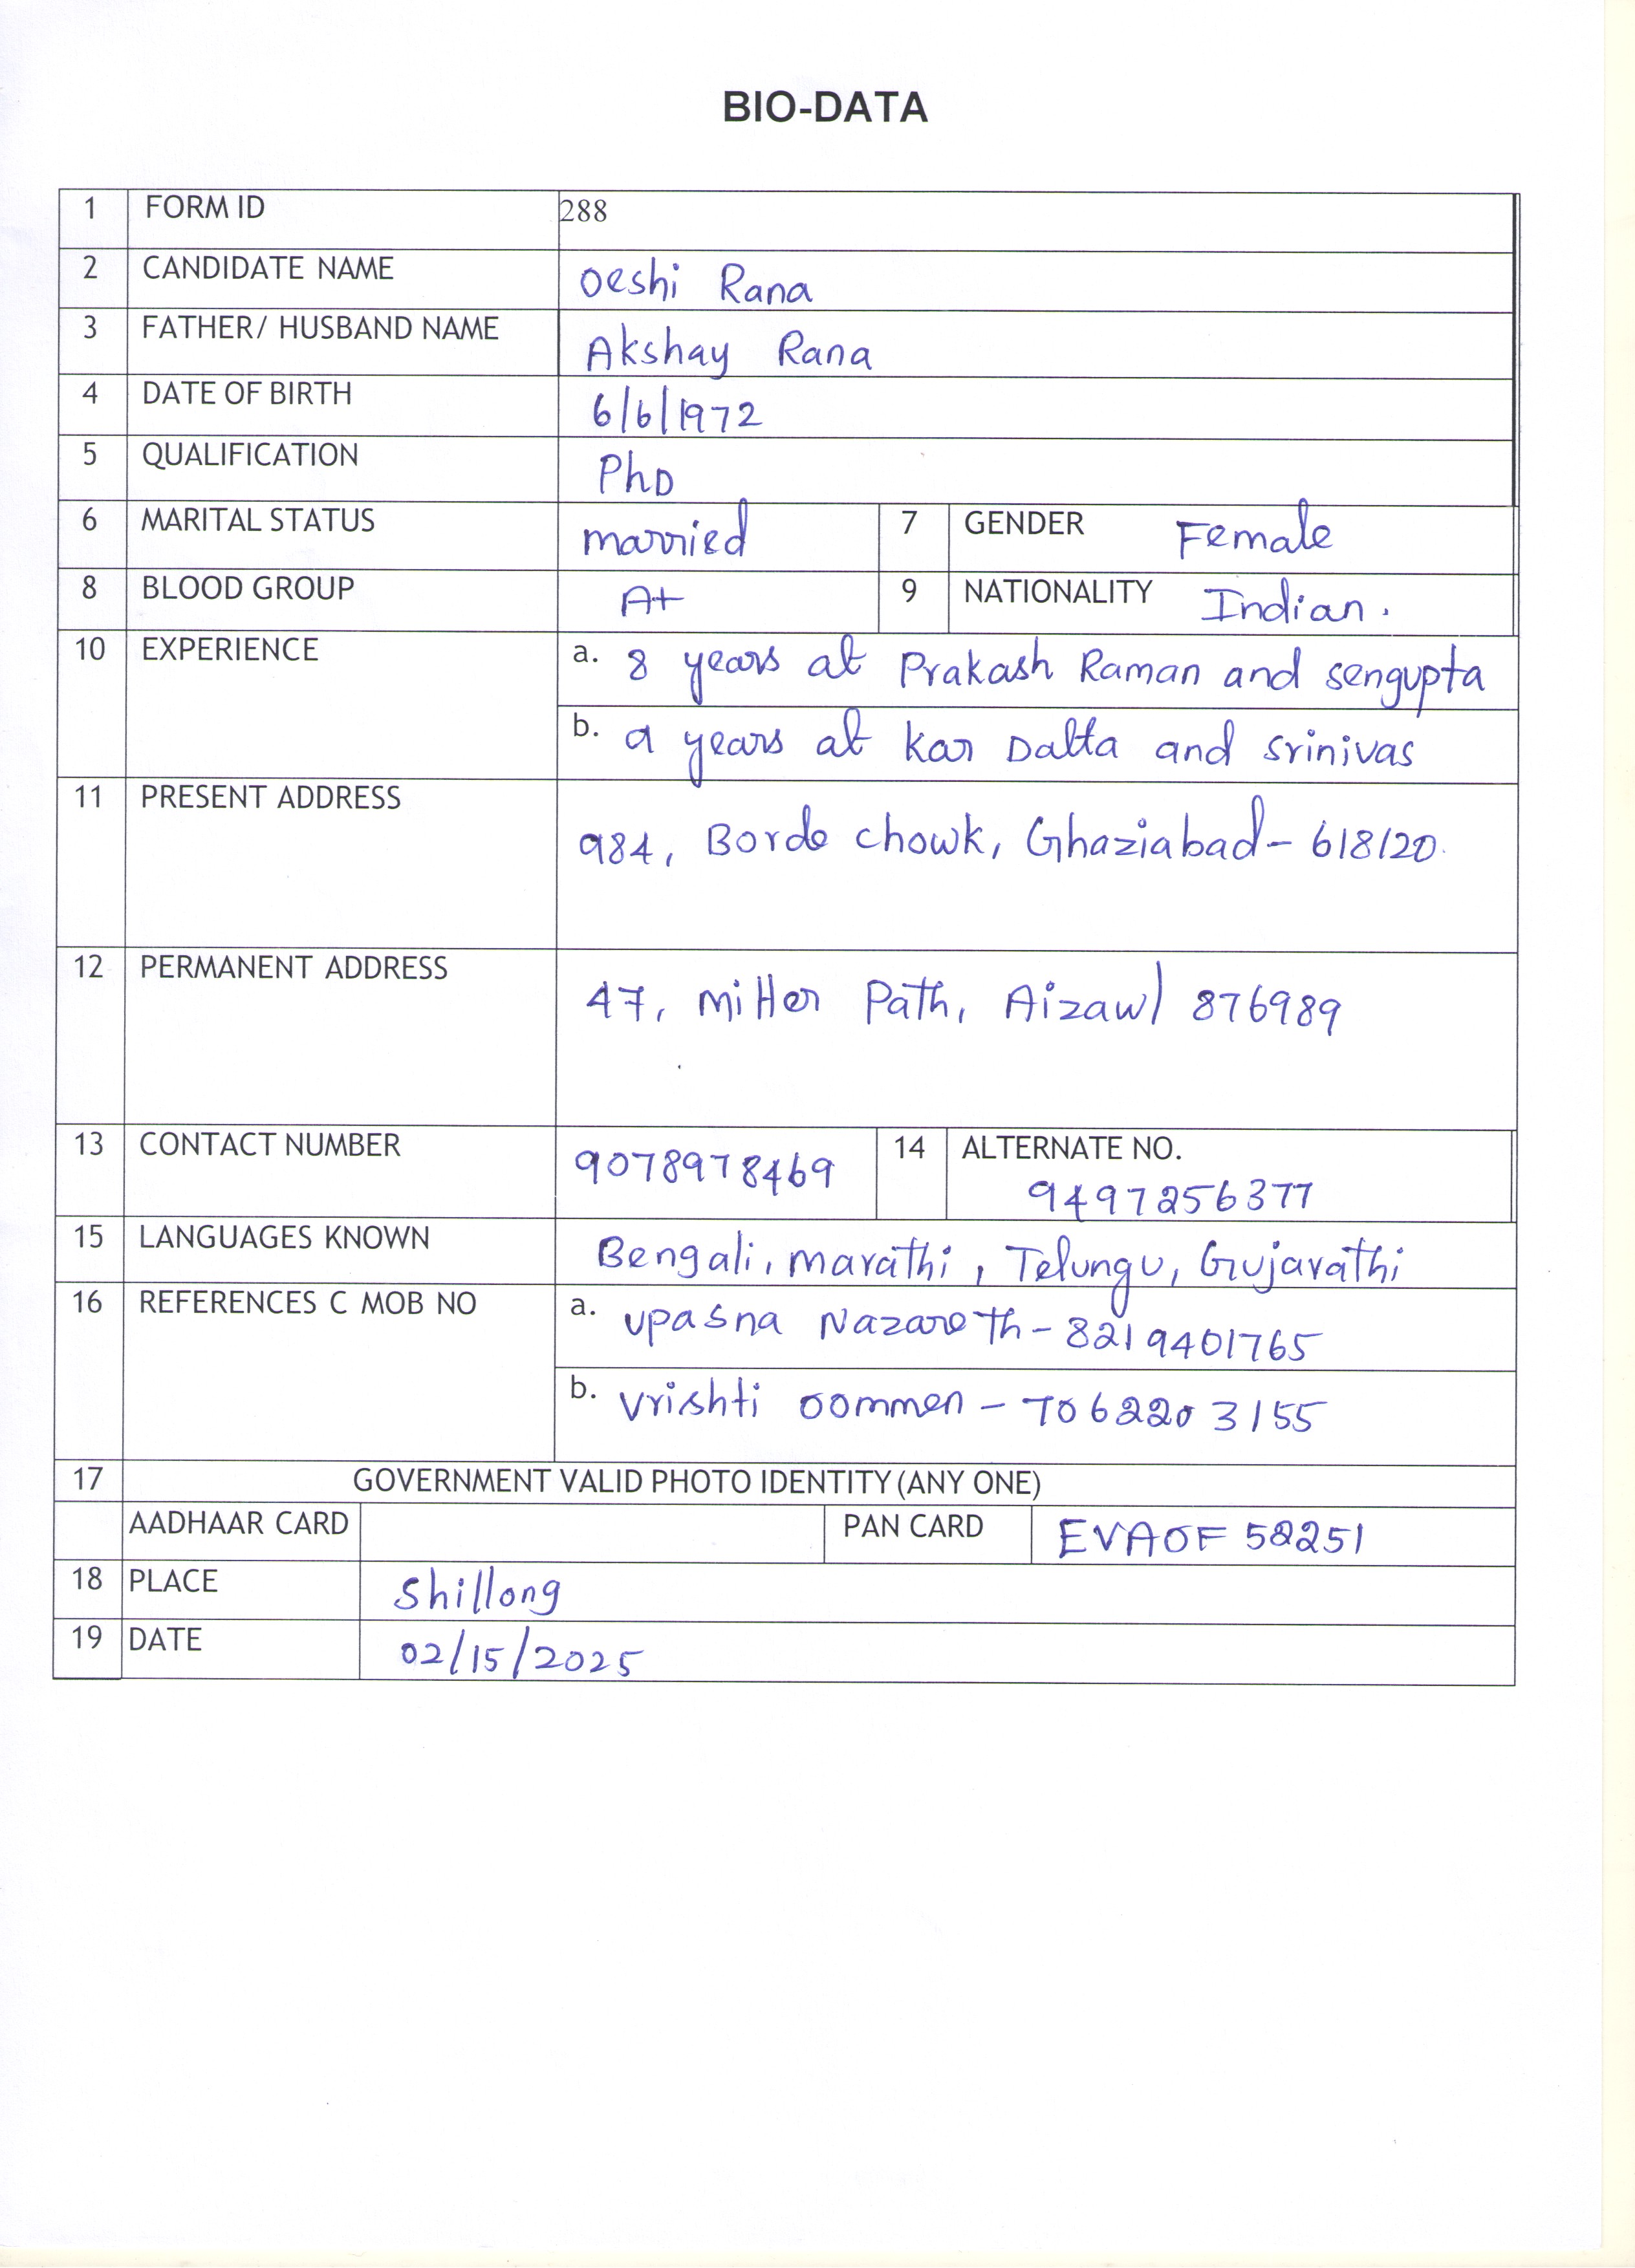 BIO-DATA
1 FORM ID 288
2 CANDIDATE NAME Oeshi Rana
3 FATHER/ HUSBAND NAME Akshay Rana
4 DATE OF BIRTH 6/6/1972
5 QUALIFICATION PhD
6 MARITAL STATUS married 7 GENDER Female
8 BLOOD GROUP A+ 9 NATIONALITY Indian.
10 EXPERIENCE a. 8 years at Prakash Raman and sengupta
b. 9 years at kar Datta and srinivas
11 PRESENT ADDRESS 984, Borde chowk, Ghaziabad- 618120
12 PERMANENT ADDRESS 47, mitter Path, Aizawl 876989
13 CONTACT NUMBER 9078978469 14 ALTERNATE NO.
9497256377
15 LANGUAGES KNOWN Bengali, marathi, Telungu, Gujarathi
16 REFERENCES C MOB NO a. upasna Nazareth - 8219401765
b. vrishti oommen - 7062203155
17 GOVERNMENT VALID PHOTO IDENTITY (ANY ONE)
AADHAAR CARD PAN CARD EVAOF 5225I
18 PLACE shillong
19 DATE 02/15/2025